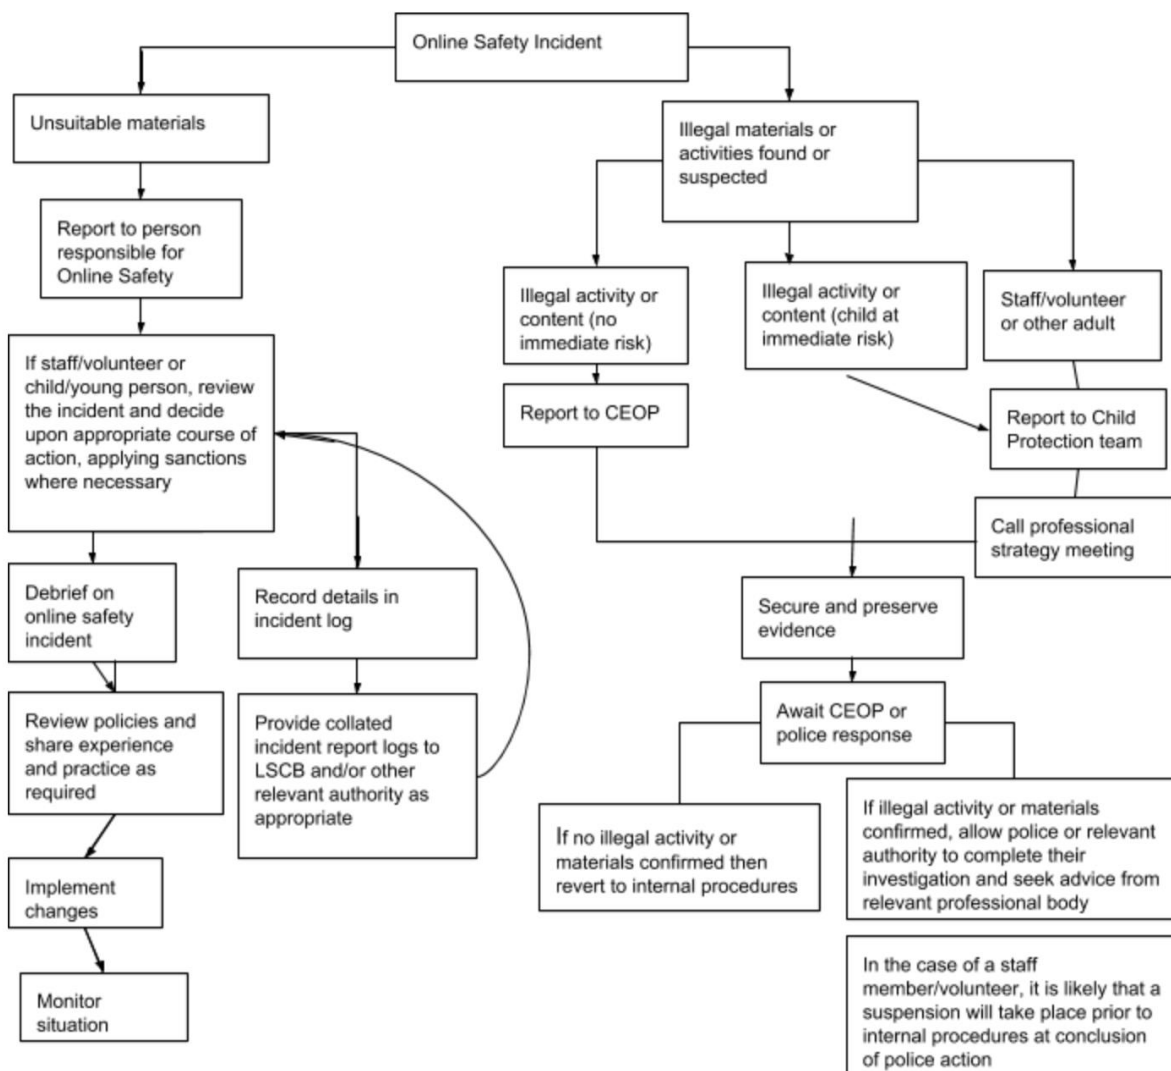 Online Safety Incident
Unsuitable materials
Report to person
responsible for
Online Safety
If staff/volunteer or
child/young person, review
the incident and decide
upon appropriate course of
action, applying sanctions
where necessary
Debrief on
online safety
incident
Review policies and
share experience
and practice as
required
Implement
changes
Monitor
situation
Record details in
incident log
Provide collated
incident report logs to
LSCB and/or other
relevant authority as
appropriate
Illegal materials or
activities found or
suspected
Illegal activity or
content (no
immediate risk)
Report to CEOP
Illegal activity or
content (child at
immediate risk)
Staff/volunteer
or other adult
Report to Child
Protection team
Call professional
strategy meeting
Secure and preserve
evidence
Await CEOP or
police response
If no illegal activity or
materials confirmed then
revert to internal procedures
If illegal activity or materials
confirmed, allow police or relevant
authority to complete their
investigation and seek advice from
relevant professional body
In the case of a staff
member/volunteer, it is likely that a
suspension will take place prior to
internal procedures at conclusion
of police action